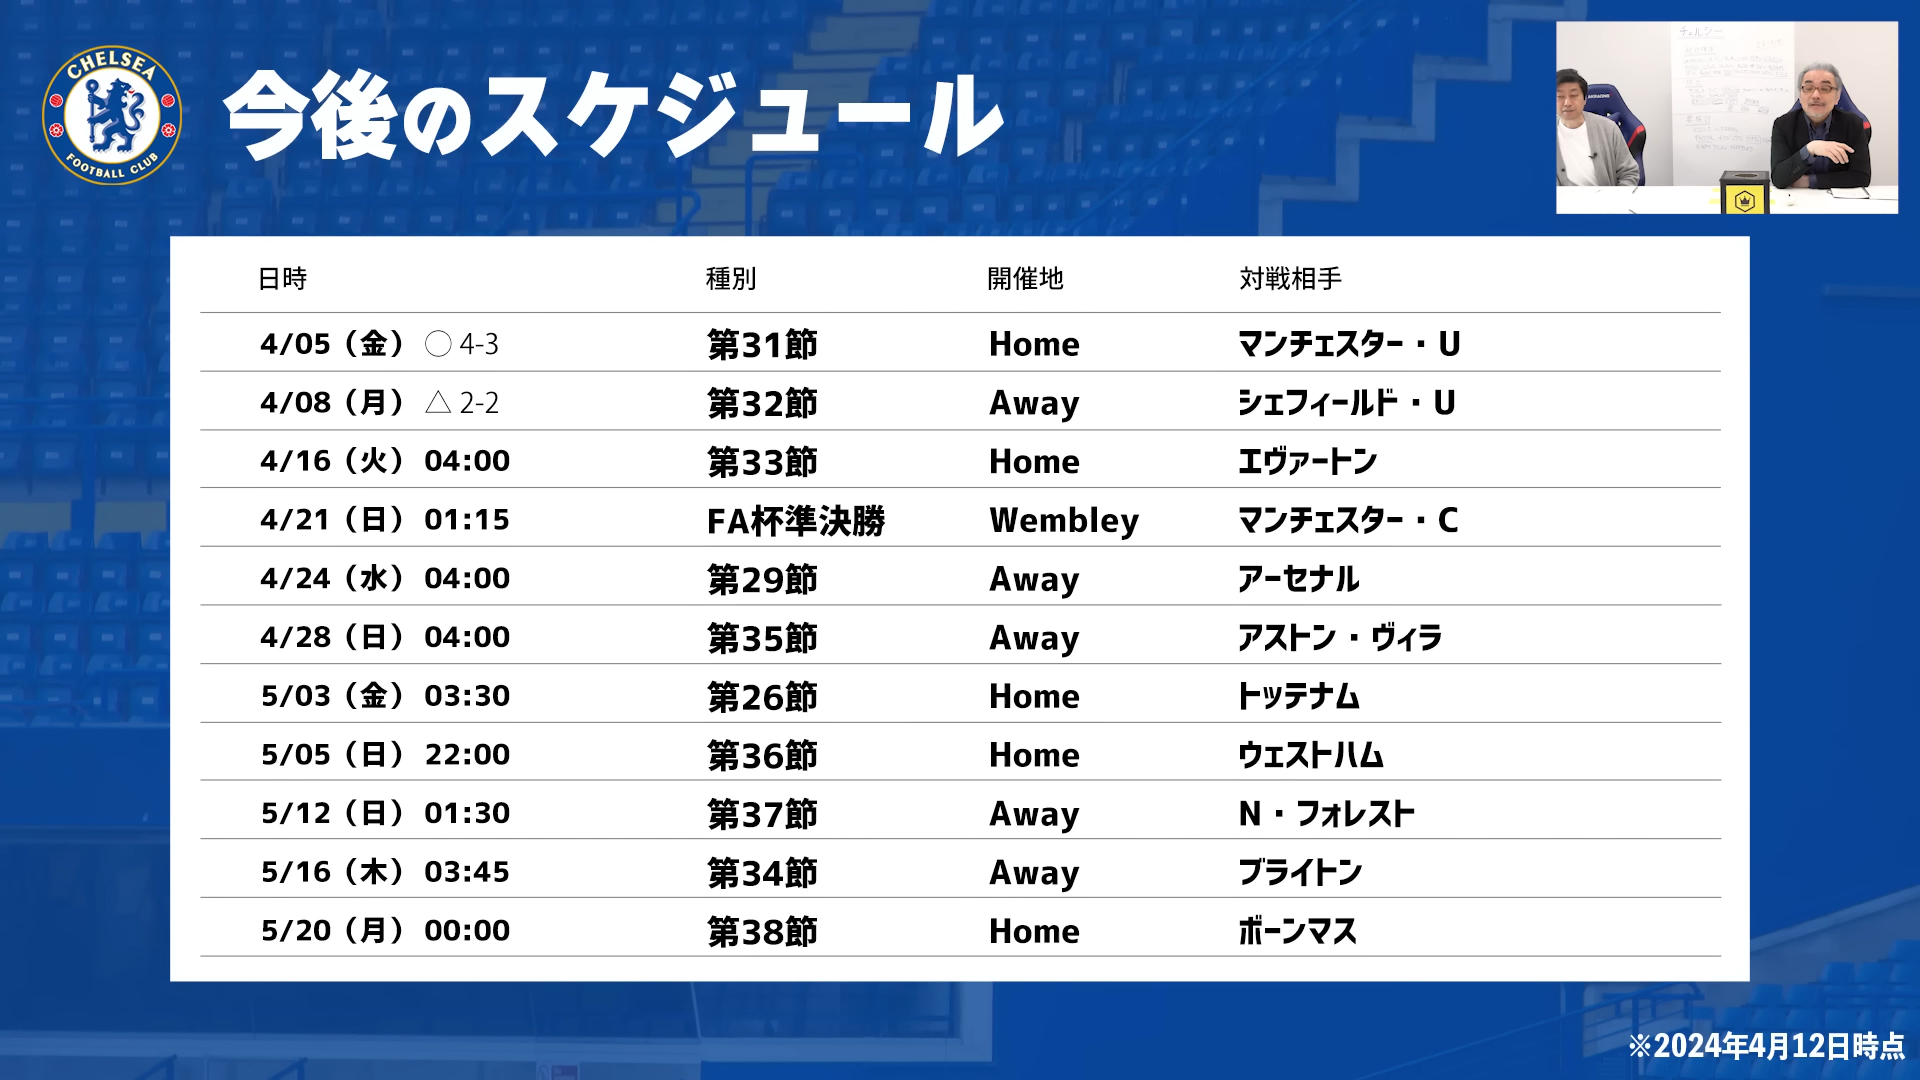 CHELSEA
FOOTBALL CLUB
今後のスケジュール
チェルシー
日時 種別 開催地 対戦相手
4/05（金） ○ 4-3 第31節 Home マンチェスター・U
4/08（月） △ 2-2 第32節 Away シェフィールド・U
4/16（火） 04:00 第33節 Home エヴァートン
4/21（日） 01:15 FA杯準決勝 Wembley マンチェスター・C
4/24（水） 04:00 第29節 Away アーセナル
4/28（日） 04:00 第35節 Away アストン・ヴィラ
5/03（金） 03:30 第26節 Home トッテナム
5/05（日） 22:00 第36節 Home ウェストハム
5/12（日） 01:30 第37節 Away N・フォレスト
5/16（木） 03:45 第34節 Away ブライトン
5/20（月） 00:00 第38節 Home ボーンマス
※2024年4月12日時点